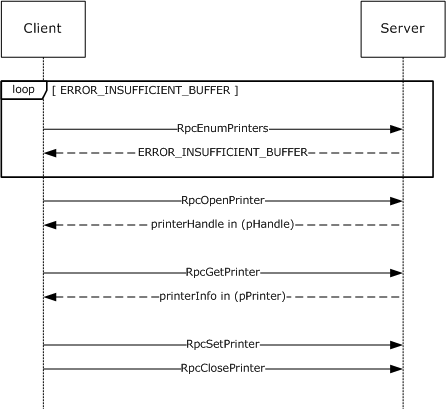 Client
Server
loop
[ ERROR_INSUFFICIENT_BUFFER ]
RpcEnumPrinters
ERROR_INSUFFICIENT_BUFFER
RpcOpenPrinter
printerHandle in (pHandle)
RpcGetPrinter
printerInfo in (pPrinter)
RpcSetPrinter
RpcClosePrinter